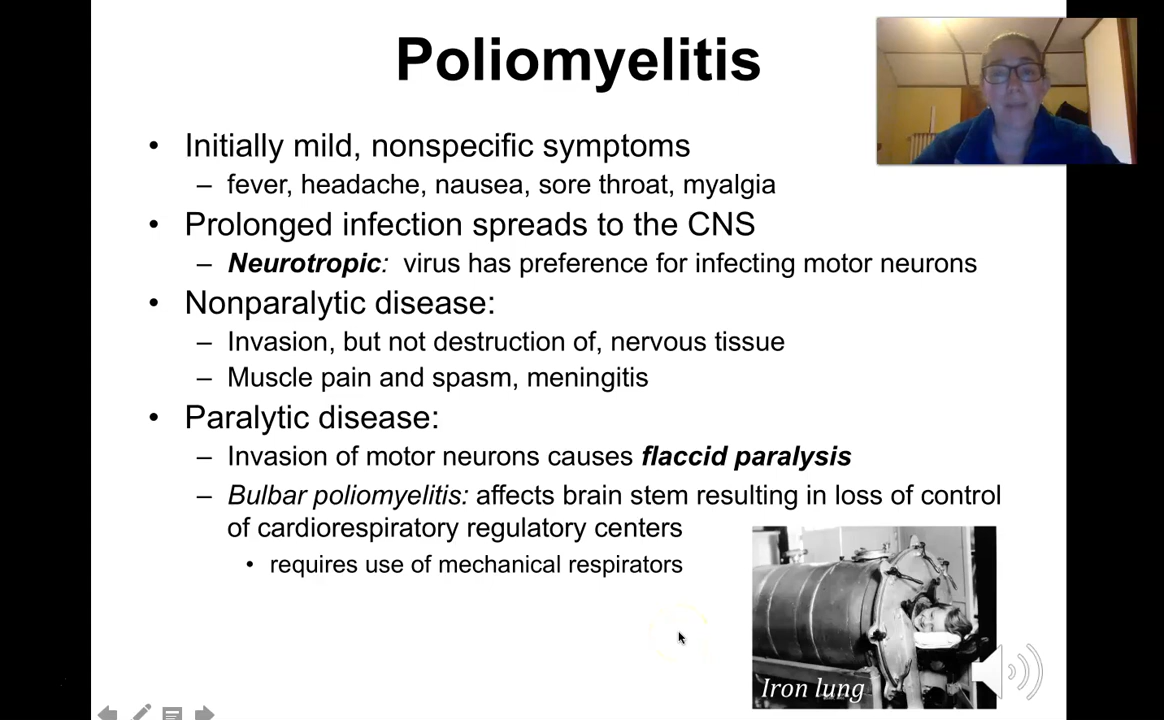 Poliomyelitis
• Initially mild, nonspecific symptoms
– fever, headache, nausea, sore throat, myalgia
• Prolonged infection spreads to the CNS
– Neurotropic: virus has preference for infecting motor neurons
• Nonparalytic disease:
– Invasion, but not destruction of, nervous tissue
– Muscle pain and spasm, meningitis
• Paralytic disease:
– Invasion of motor neurons causes flaccid paralysis
– Bulbar poliomyelitis: affects brain stem resulting in loss of control
of cardiorespiratory regulatory centers
• requires use of mechanical respirators
Iron lung